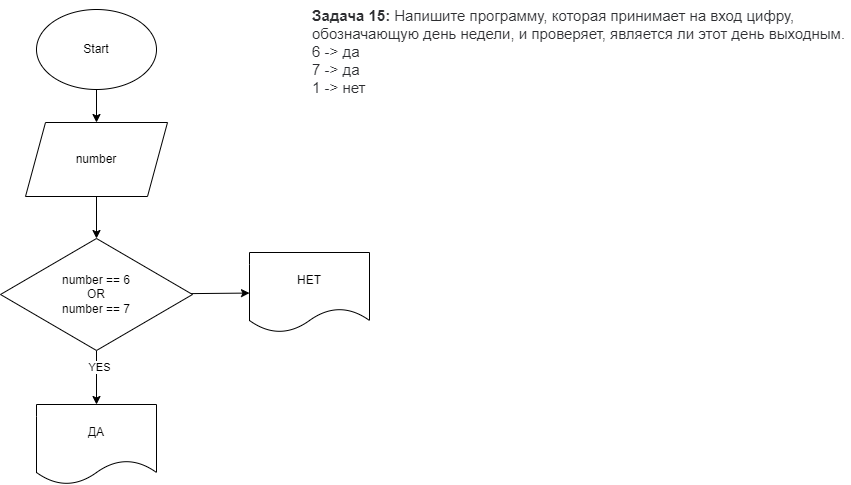 Start
number
number == 6
OR
number == 7
НЕТ
YES
ДА
Задача 15: Напишите программу, которая принимает на вход цифру,
обозначающую день недели, и проверяет, является ли этот день выходным.
6 -> да
7 -> да
1 -> нет